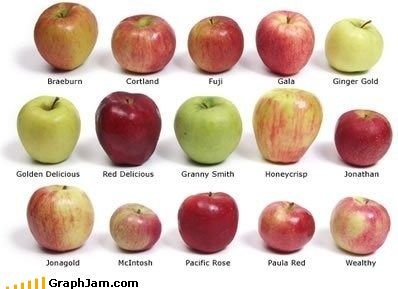 Braeburn Cortland Fuji Gala Ginger Gold
Golden Delicious Red Delicious Granny Smith Honeycrisp Jonathan
Jonagold McIntosh Pacific Rose Paula Red Wealthy
GraphJam.com